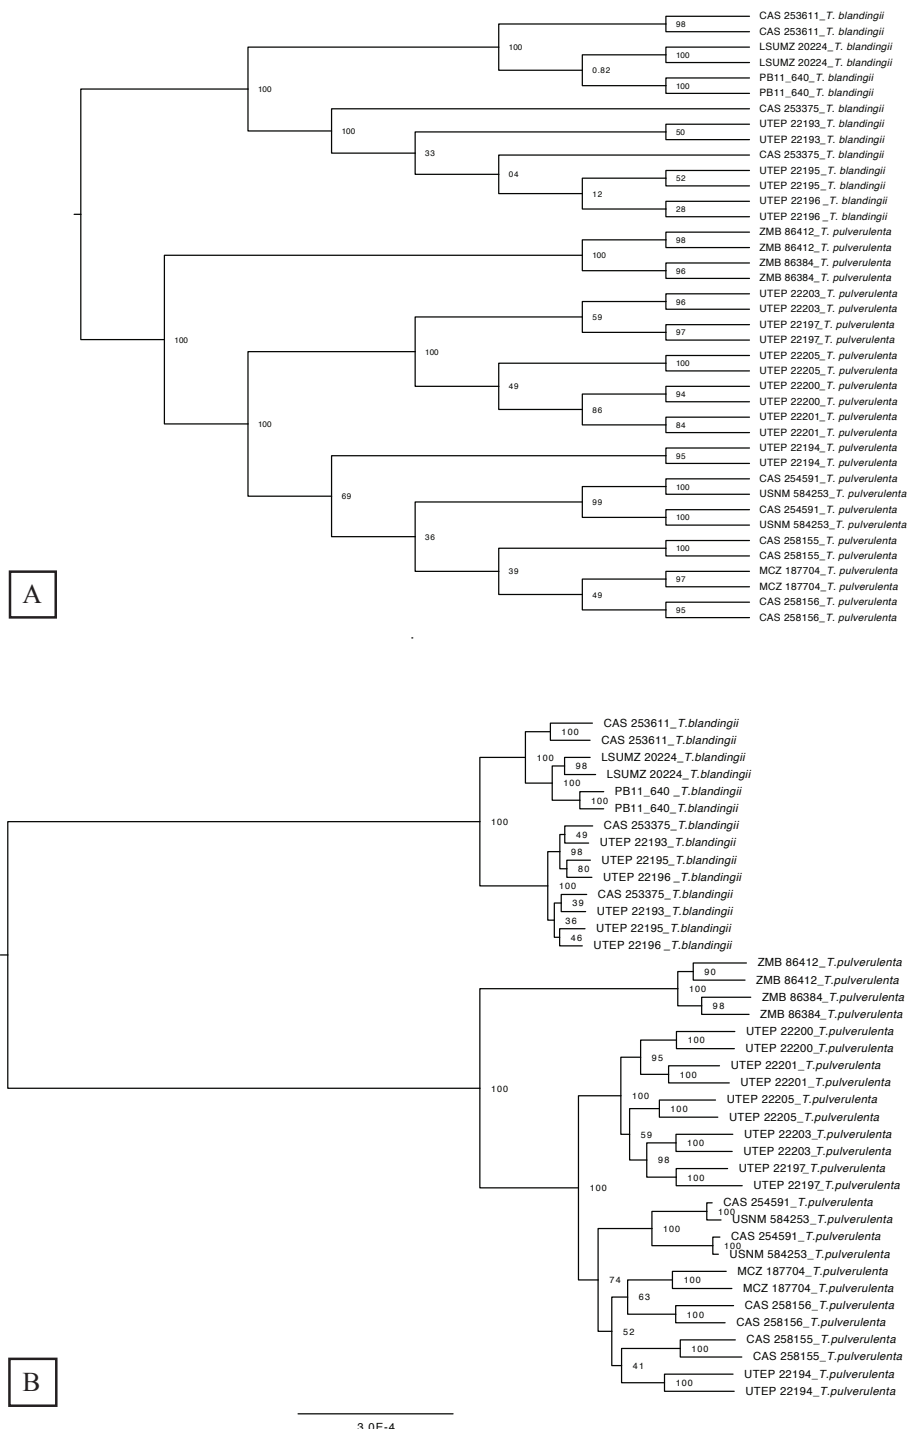 CAS 253611_T. blandingii
98
CAS 253611_T. blandingii
100
LSUMZ 20224_T. blandingii
100
LSUMZ 20224_T. blandingii
0.82
PB11_640_T. blandingii
100
100
PB11_640_T. blandingii
CAS 253375_T. blandingii
UTEP 22193_T. blandingii
100
50
UTEP 22193_T. blandingii
33
CAS 253375_T. blandingii
04
UTEP 22195_T. blandingii
52
UTEP 22195_T. blandingii
12
UTEP 22196_T. blandingii
28
UTEP 22196_T. blandingii
ZMB 86412_T. pulverulenta
98
ZMB 86412_T. pulverulenta
100
ZMB 86384_T. pulverulenta
96
ZMB 86384_T. pulverulenta
UTEP 22203_T. pulverulenta
96
UTEP 22203_T. pulverulenta
59
UTEP 22197_T. pulverulenta
97
100
UTEP 22197_T. pulverulenta
100
UTEP 22205_T. pulverulenta
100
UTEP 22205_T. pulverulenta
49
UTEP 22200_T. pulverulenta
94
UTEP 22200_T. pulverulenta
86
UTEP 22201_T. pulverulenta
100
84
UTEP 22201_T. pulverulenta
UTEP 22194_T. pulverulenta
95
UTEP 22194_T. pulverulenta
CAS 254591_T. pulverulenta
100
69
USNM 584253_T. pulverulenta
99
CAS 254591_T. pulverulenta
100
USNM 584253_T. pulverulenta
36
CAS 258155_T. pulverulenta
100
CAS 258155_T. pulverulenta
39
MCZ 187704_T. pulverulenta
97
MCZ 187704_T. pulverulenta
49
CAS 258156_T. pulverulenta
95
CAS 258156_T. pulverulenta
A
CAS 253611_T.blandingii
100
CAS 253611_T.blandingii
100
LSUMZ 20224_T.blandingii
98
LSUMZ 20224_T.blandingii
100
PB11_640 _T.blandingii
100
PB11_640_T.blandingii
100
CAS 253375_T.blandingii
49
UTEP 22193_T.blandingii
98
UTEP 22195_T.blandingii
80
UTEP 22196 _T.blandingii
100
CAS 253375_T.blandingii
39
UTEP 22193_T.blandingii
36
UTEP 22195_T.blandingii
46
UTEP 22196_T.blandingii
ZMB 86412_T.pulverulenta
90
ZMB 86412_T.pulverulenta
100
ZMB 86384_T.pulverulenta
98
ZMB 86384_T.pulverulenta
UTEP 22200_T.pulverulenta
100
UTEP 22200_T.pulverulenta
95
UTEP 22201_T.pulverulenta
100
UTEP 22201_T.pulverulenta
100
100
UTEP 22205_T.pulverulenta
100
UTEP 22205_T.pulverulenta
59
UTEP 22203_T.pulverulenta
100
UTEP 22203_T.pulverulenta
98
UTEP 22197_T.pulverulenta
100
UTEP 22197_T.pulverulenta
100
CAS 254591_T.pulverulenta
100
USNM 584253_T.pulverulenta
100
CAS 254591_T.pulverulenta
100
USNM 584253_T.pulverulenta
74
MCZ 187704_T.pulverulenta
100
MCZ 187704_T.pulverulenta
63
CAS 258156_T.pulverulenta
100
CAS 258156_T.pulverulenta
52
CAS 258155_T.pulverulenta
100
CAS 258155_T.pulverulenta
41
UTEP 22194_T.pulverulenta
100
UTEP 22194_T.pulverulenta
B
3.0E-4